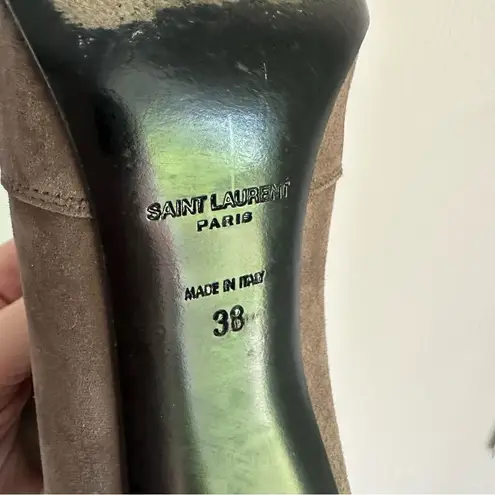 SAINT LAURENT
PARIS
MADE IN ITALY
38